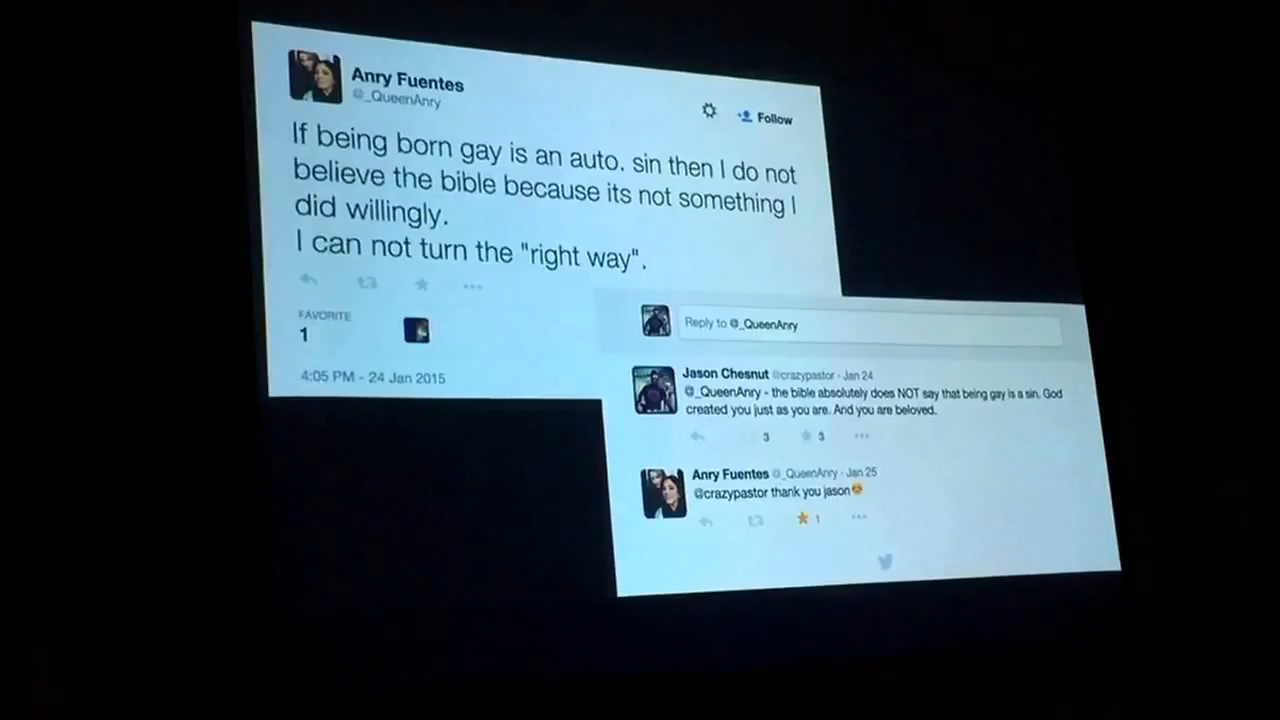 Anry Fuentes
@_QueenAnry
Follow
If being born gay is an auto. sin then I do not
believe the bible because its not something I
did willingly.
I can not turn the "right way".
FAVORITE
1
4:05 PM - 24 Jan 2015
Reply to @_QueenAnry
Jason Chesnut @crazypastor · Jan 24
@_QueenAnry - the bible absolutely does NOT say that being gay is a sin. God
created you just as you are. And you are beloved.
3 3
Anry Fuentes @_QueenAnry · Jan 25
@crazypastor thank you jason😊
1